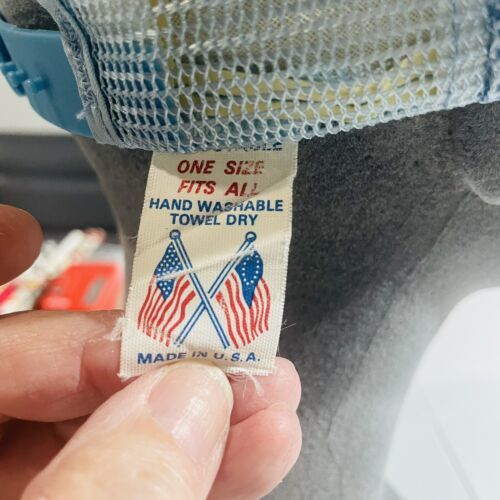 ONE SIZE
FITS ALL
HAND WASHABLE
TOWEL DRY
MADE IN U.S.A.